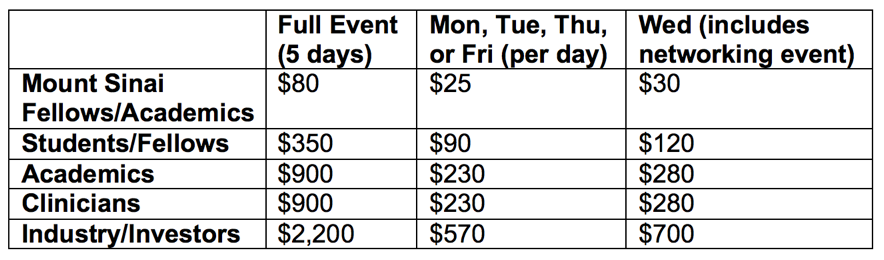 Full Event Mon, Tue, Thu, Wed (includes
(5 days) or Fri (per day) networking event)
Mount Sinai $80 $25 $30
Fellows/Academics
Students/Fellows $350 $90 $120
Academics $900 $230 $280
Clinicians $900 $230 $280
Industry/Investors $2,200 $570 $700